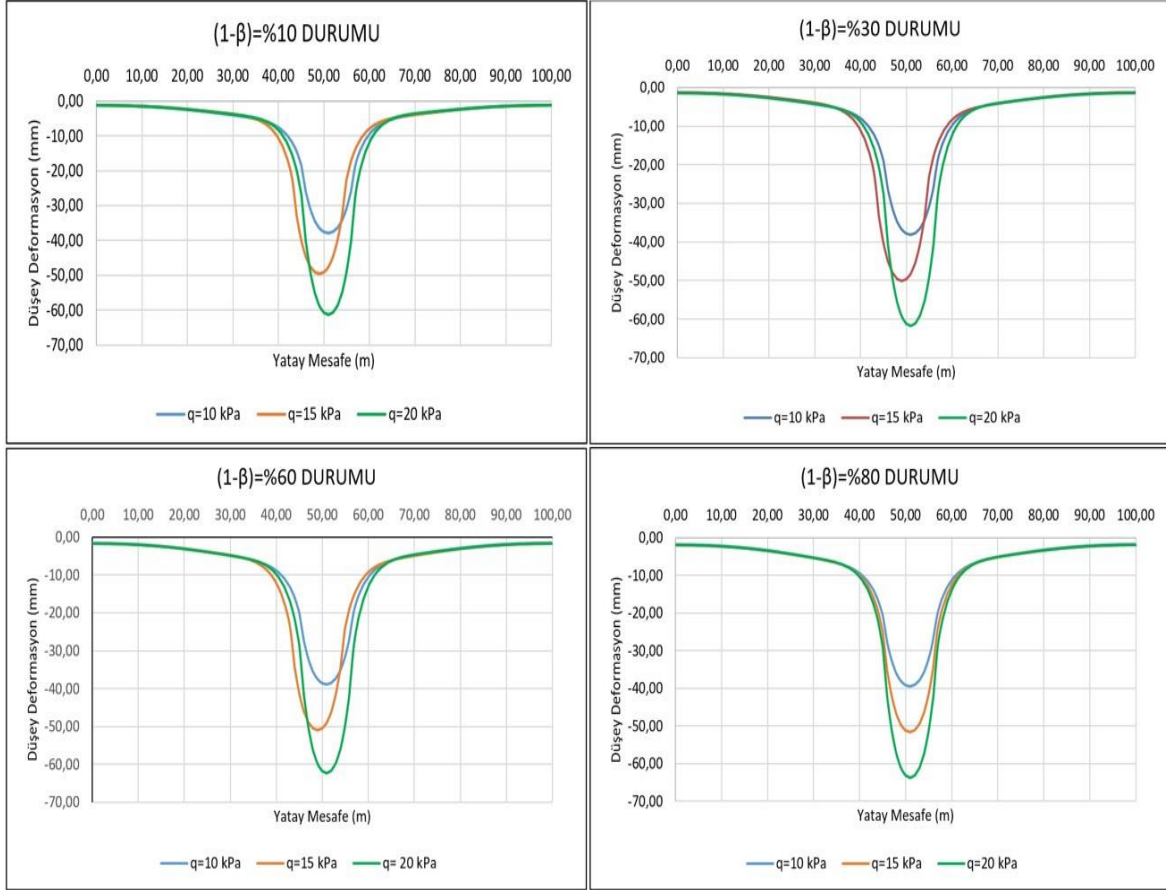 (1-β)=%10 DURUMU
0,00 10,00 20,00 30,00 40,00 50,00 60,00 70,00 80,00 90,00 100,00
0,00
-10,00
-20,00
-30,00
-40,00
-50,00
-60,00
-70,00
Düşey Deformasyon (mm)
Yatay Mesafe (m)
q=10 kPa q=15 kPa q=20 kPa
(1-β)=%30 DURUMU
0,00 10,00 20,00 30,00 40,00 50,00 60,00 70,00 80,00 90,00 100,00
0,00
-10,00
-20,00
-30,00
-40,00
-50,00
-60,00
-70,00
Düşey Deformasyon (mm)
Yatay Mesafe (m)
q=10 kPa q=15 kPa q=20 kPa
(1-β)=%60 DURUMU
0,00 10,00 20,00 30,00 40,00 50,00 60,00 70,00 80,00 90,00 100,00
0,00
-10,00
-20,00
-30,00
-40,00
-50,00
-60,00
-70,00
Düşey Deformasyon (mm)
Yatay Mesafe (m)
q=10 kPa q=15 kPa q= 20 kPa
(1-β)=%80 DURUMU
0,00 10,00 20,00 30,00 40,00 50,00 60,00 70,00 80,00 90,00 100,00
0,00
-10,00
-20,00
-30,00
-40,00
-50,00
-60,00
-70,00
Düşey Deformasyon (mm)
Yatay Mesafe (m)
q=10 kPa q=15 kPa q=20 kPa